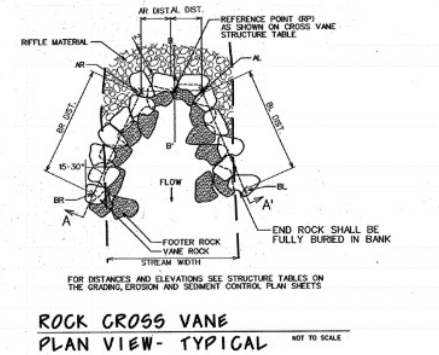 AR DISTAL DIST.
B
REFERENCE POINT (RP)
AS SHOWN ON CROSS VANE
STRUCTURE TABLE
RIFFLE MATERIAL
AR
AL
BR DIST.
BL DIST.
B'
15-30°
FLOW
BR
BL
A
A'
END ROCK SHALL BE
FULLY BURIED IN BANK
FOOTER ROCK
VANE ROCK
STREAM WIDTH
FOR DISTANCES AND ELEVATIONS SEE STRUCTURE TABLES ON
THE GRADING, EROSION AND SEDIMENT CONTROL PLAN SHEETS
ROCK CROSS VANE
PLAN VIEW- TYPICAL
NOT TO SCALE